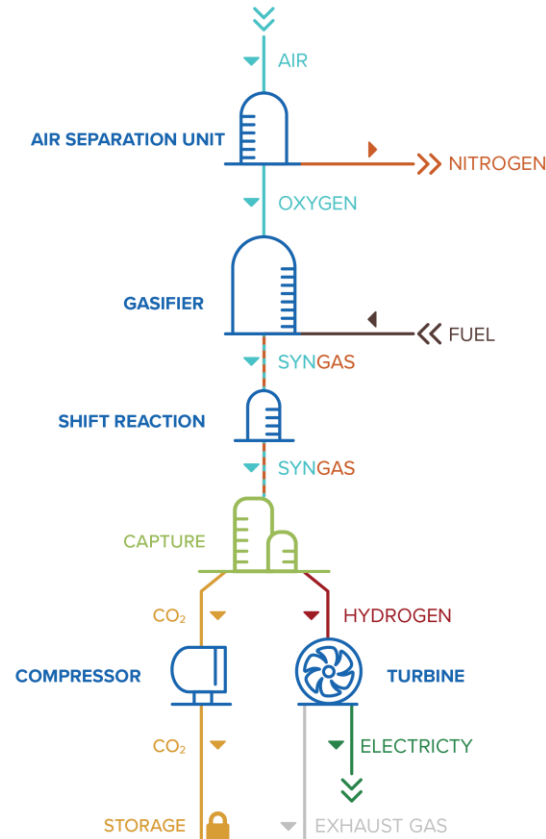 AIR
AIR SEPARATION UNIT
NITROGEN
OXYGEN
GASIFIER
FUEL
SYNGAS
SHIFT REACTION
SYNGAS
CAPTURE
CO₂
HYDROGEN
COMPRESSOR
TURBINE
CO₂
ELECTRICTY
STORAGE
EXHAUST GAS